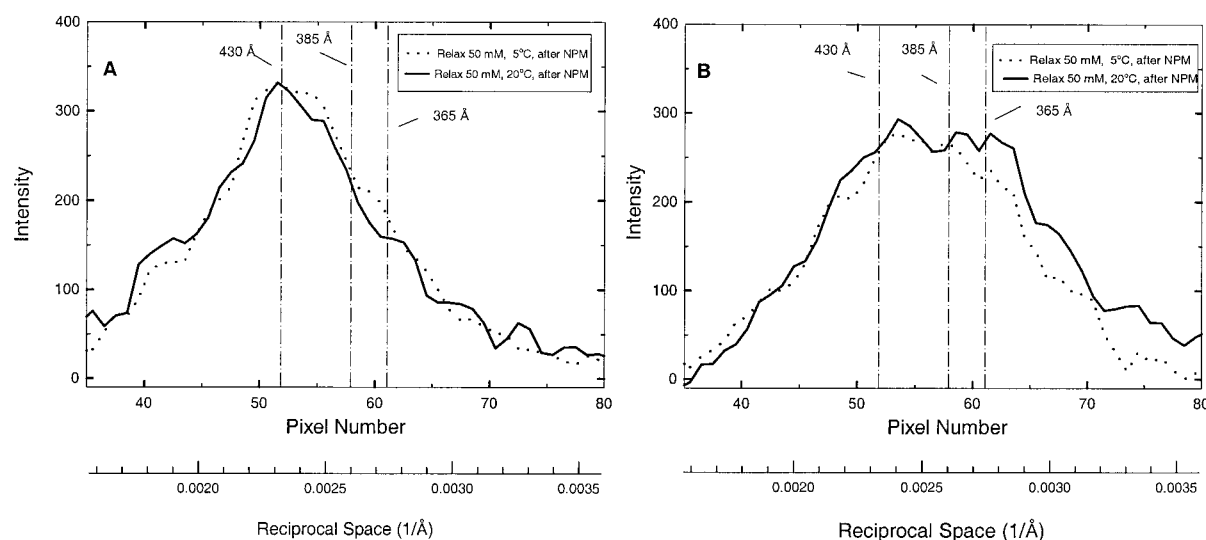 A
Intensity
400
300
200
100
0
430 Å
385 Å
365 Å
Relax 50 mM, 5°C, after NPM
Relax 50 mM, 20°C, after NPM
40
50
60
70
80
Pixel Number
0.0020
0.0025
0.0030
0.0035
Reciprocal Space (1/Å)
B
Intensity
400
300
200
100
0
430 Å
385 Å
365 Å
Relax 50 mM, 5°C, after NPM
Relax 50 mM, 20°C, after NPM
40
50
60
70
80
Pixel Number
0.0020
0.0025
0.0030
0.0035
Reciprocal Space (1/Å)